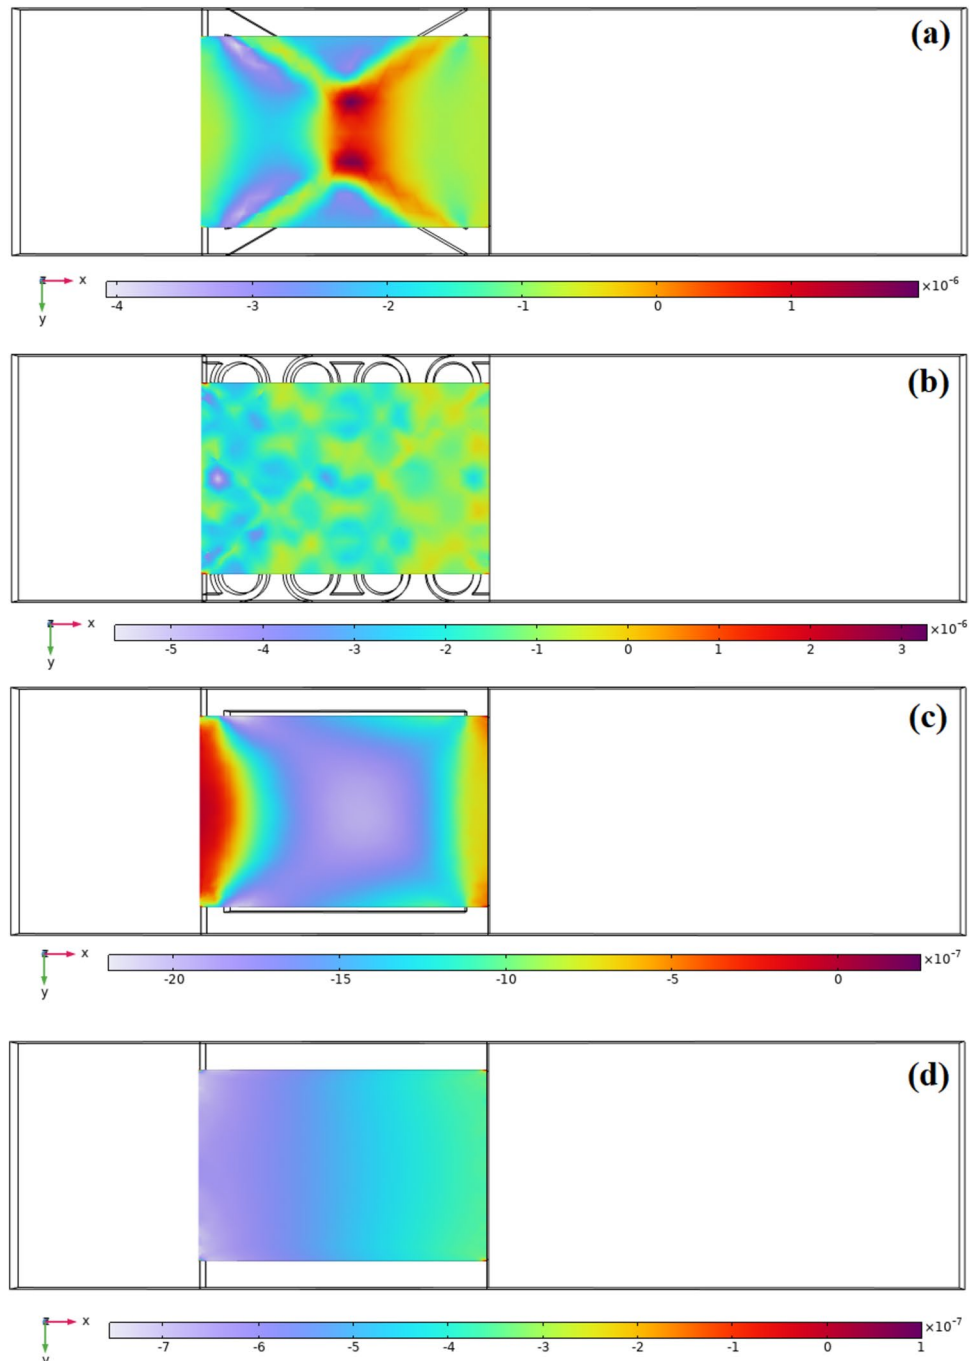 (a)
x
y
-4 -3 -2 -1 0 1 ×10⁻⁶
(b)
x
y
-5 -4 -3 -2 -1 0 1 2 3 ×10⁻⁶
(c)
x
y
-20 -15 -10 -5 0 ×10⁻⁷
(d)
x
y
-7 -6 -5 -4 -3 -2 -1 0 1 ×10⁻⁷